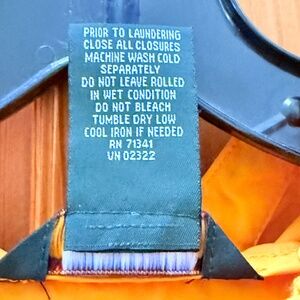 PRIOR TO LAUNDERING
CLOSE ALL CLOSURES
MACHINE WASH COLD
SEPARATELY
DO NOT LEAVE ROLLED
IN WET CONDITION
DO NOT BLEACH
TUMBLE DRY LOW
COOL IRON IF NEEDED
RN 71341
VN 02322